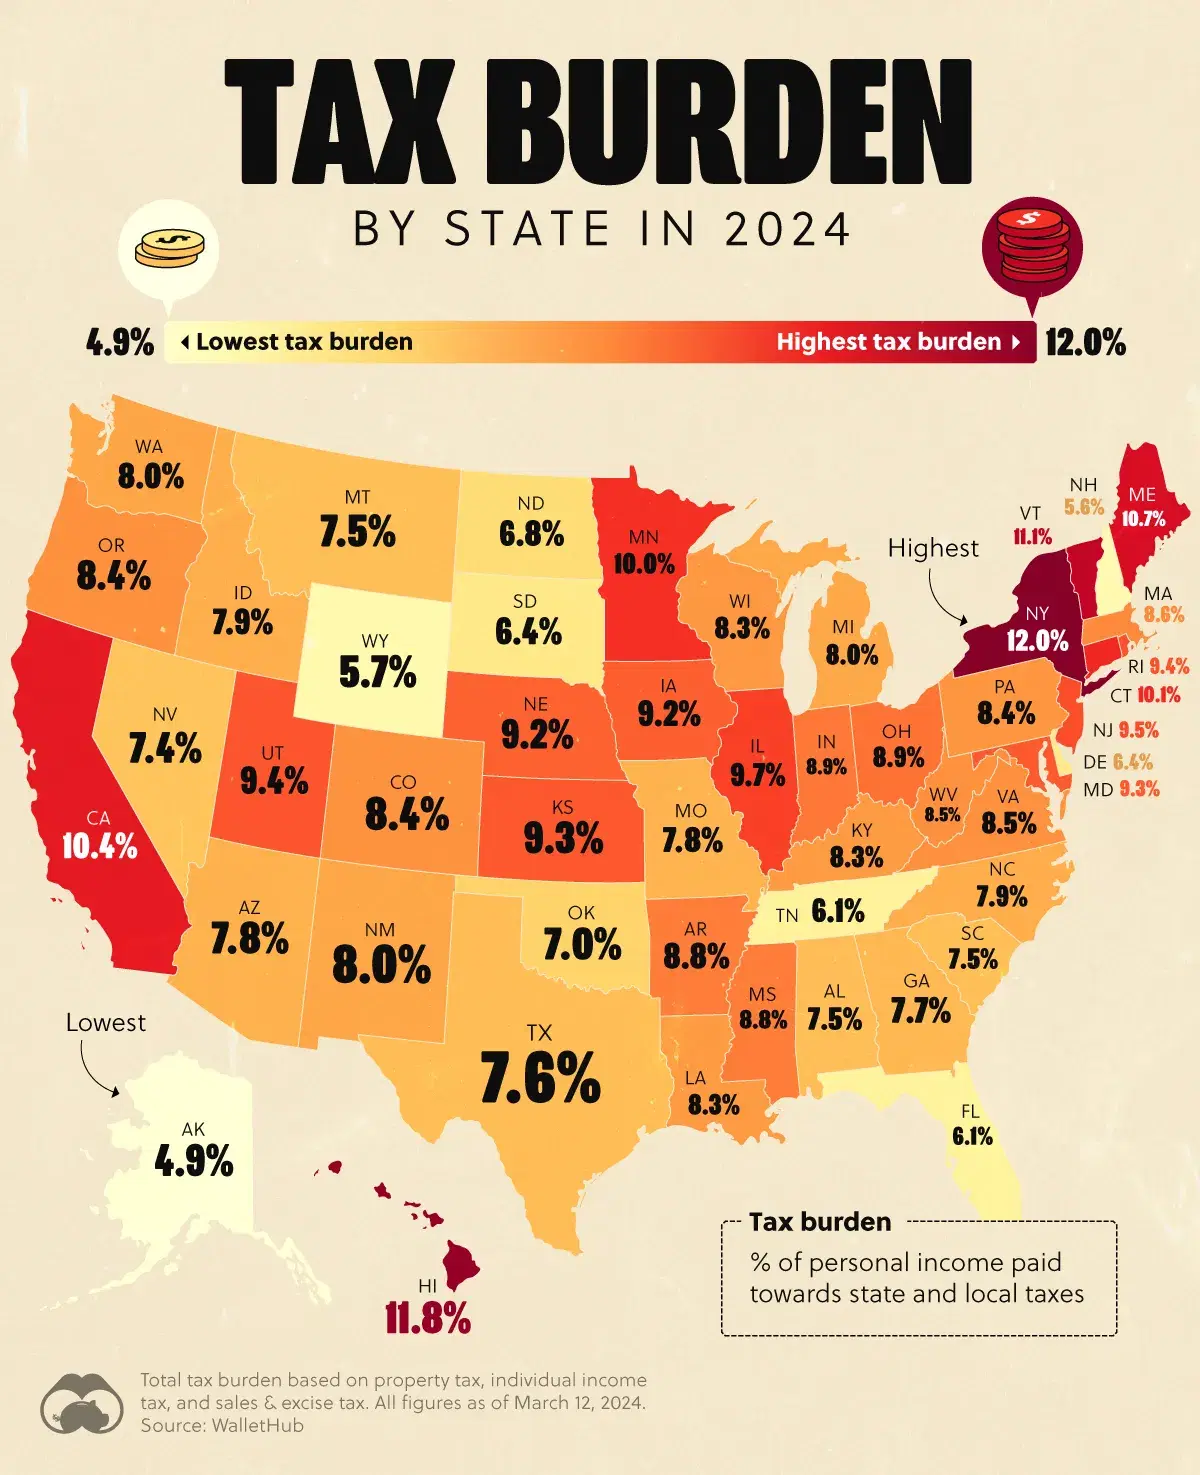 TAX BURDEN
BY STATE IN 2024
4.9%
Lowest tax burden
Highest tax burden
12.0%
WA
8.0%
OR
8.4%
CA
10.4%
ID
7.9%
NV
7.4%
MT
7.5%
WY
5.7%
UT
9.4%
CO
8.4%
AZ
7.8%
NM
8.0%
ND
6.8%
SD
6.4%
NE
9.2%
KS
9.3%
OK
7.0%
TX
7.6%
MN
10.0%
IA
9.2%
MO
7.8%
AR
8.8%
LA
8.3%
WI
8.3%
IL
9.7%
MI
8.0%
IN
8.9%
OH
8.9%
KY
8.3%
TN 6.1%
MS
8.8%
AL
7.5%
GA
7.7%
FL
6.1%
SC
7.5%
NC
7.9%
WV
8.5%
VA
8.5%
PA
8.4%
Highest
NY
12.0%
VT
11.1%
NH
5.6%
ME
10.7%
MA
8.6%
RI 9.4%
CT 10.1%
NJ 9.5%
DE 6.4%
MD 9.3%
Lowest
AK
4.9%
HI
11.8%
Tax burden
% of personal income paid
towards state and local taxes
Total tax burden based on property tax, individual income
tax, and sales & excise tax. All figures as of March 12, 2024.
Source: WalletHub
$
$